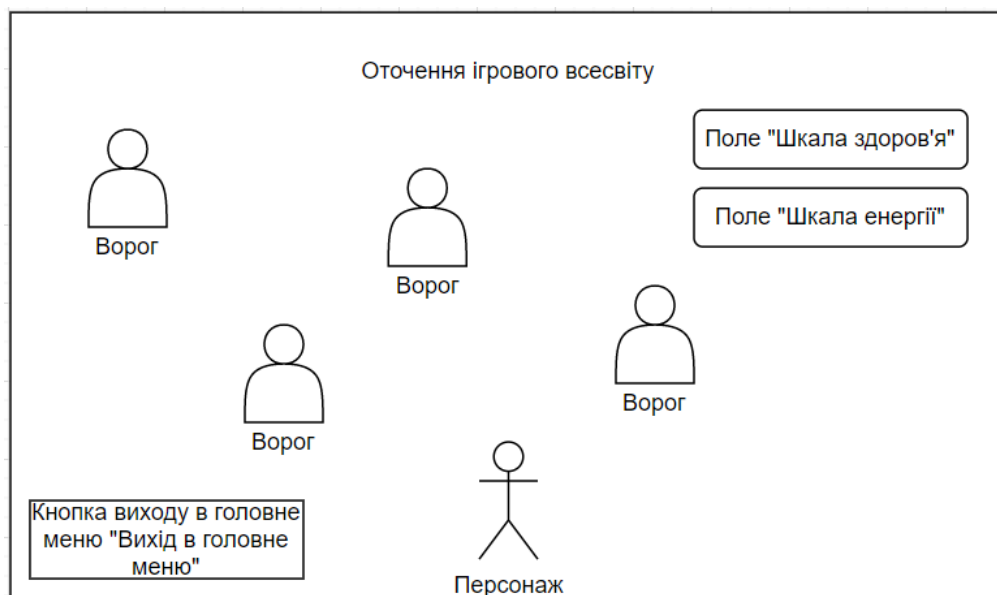 Оточення ігрового всесвіту
Поле "Шкала здоров'я"
Поле "Шкала енергії"
Ворог
Ворог
Ворог
Ворог
Кнопка виходу в головне
меню "Вихід в головне
меню"
Персонаж